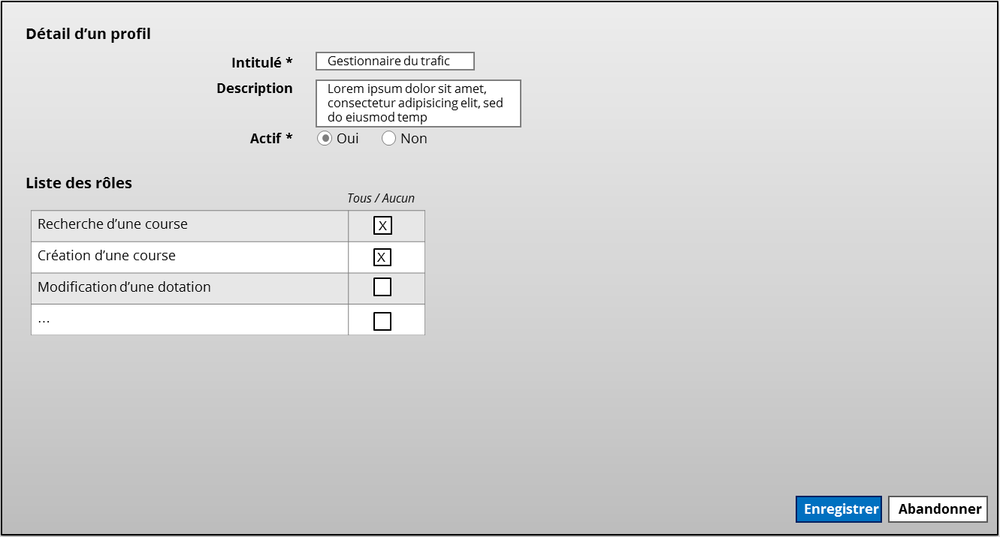 Détail d’un profil
Intitulé * Gestionnaire du trafic
Description Lorem ipsum dolor sit amet,
consectetur adipisicing elit, sed
do eiusmod temp
Actif * Oui Non
Liste des rôles
Tous / Aucun
Recherche d’une course X
Création d’une course X
Modification d’une dotation
…
Enregistrer Abandonner